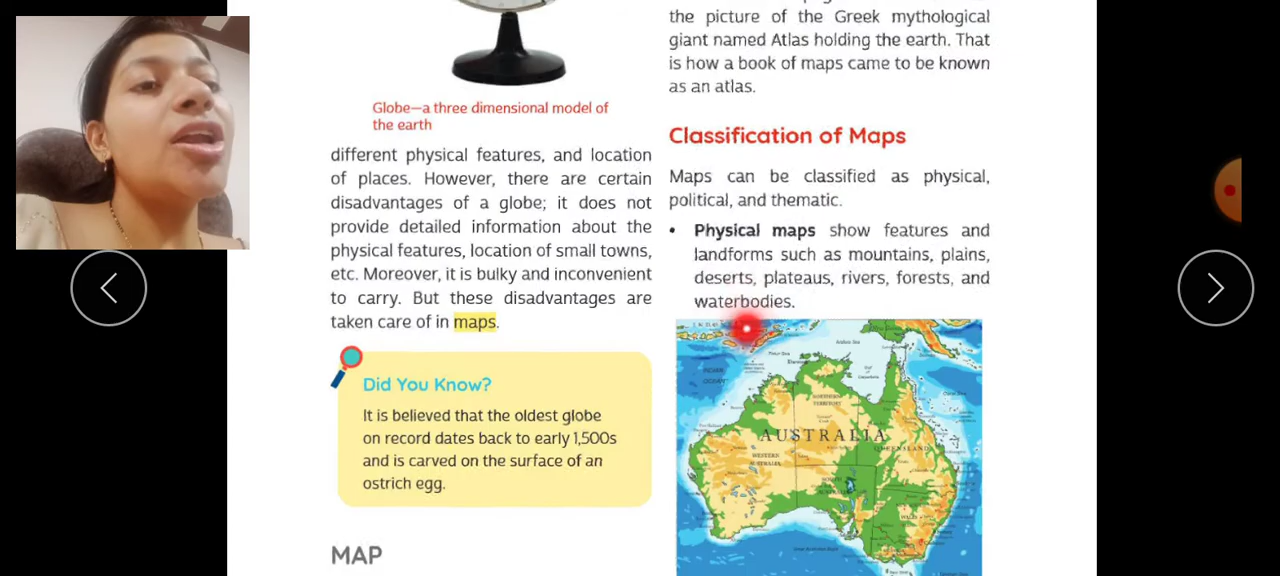 Globe—a three dimensional model of
the earth
different physical features, and location
of places. However, there are certain
disadvantages of a globe; it does not
provide detailed information about the
physical features, location of small towns,
etc. Moreover, it is bulky and inconvenient
to carry. But these disadvantages are
taken care of in maps.
Did You Know?
It is believed that the oldest globe
on record dates back to early 1,500s
and is carved on the surface of an
ostrich egg.
MAP
the picture of the Greek mythological
giant named Atlas holding the earth. That
is how a book of maps came to be known
as an atlas.
Classification of Maps
Maps can be classified as physical,
political, and thematic.
• Physical maps show features and
landforms such as mountains, plains,
deserts, plateaus, rivers, forests, and
waterbodies.
INDIAN
OCEAN
NORTHERN
TERRITORY
AUSTRALIA
QUEENSLAND
WESTERN
AUSTRALIA